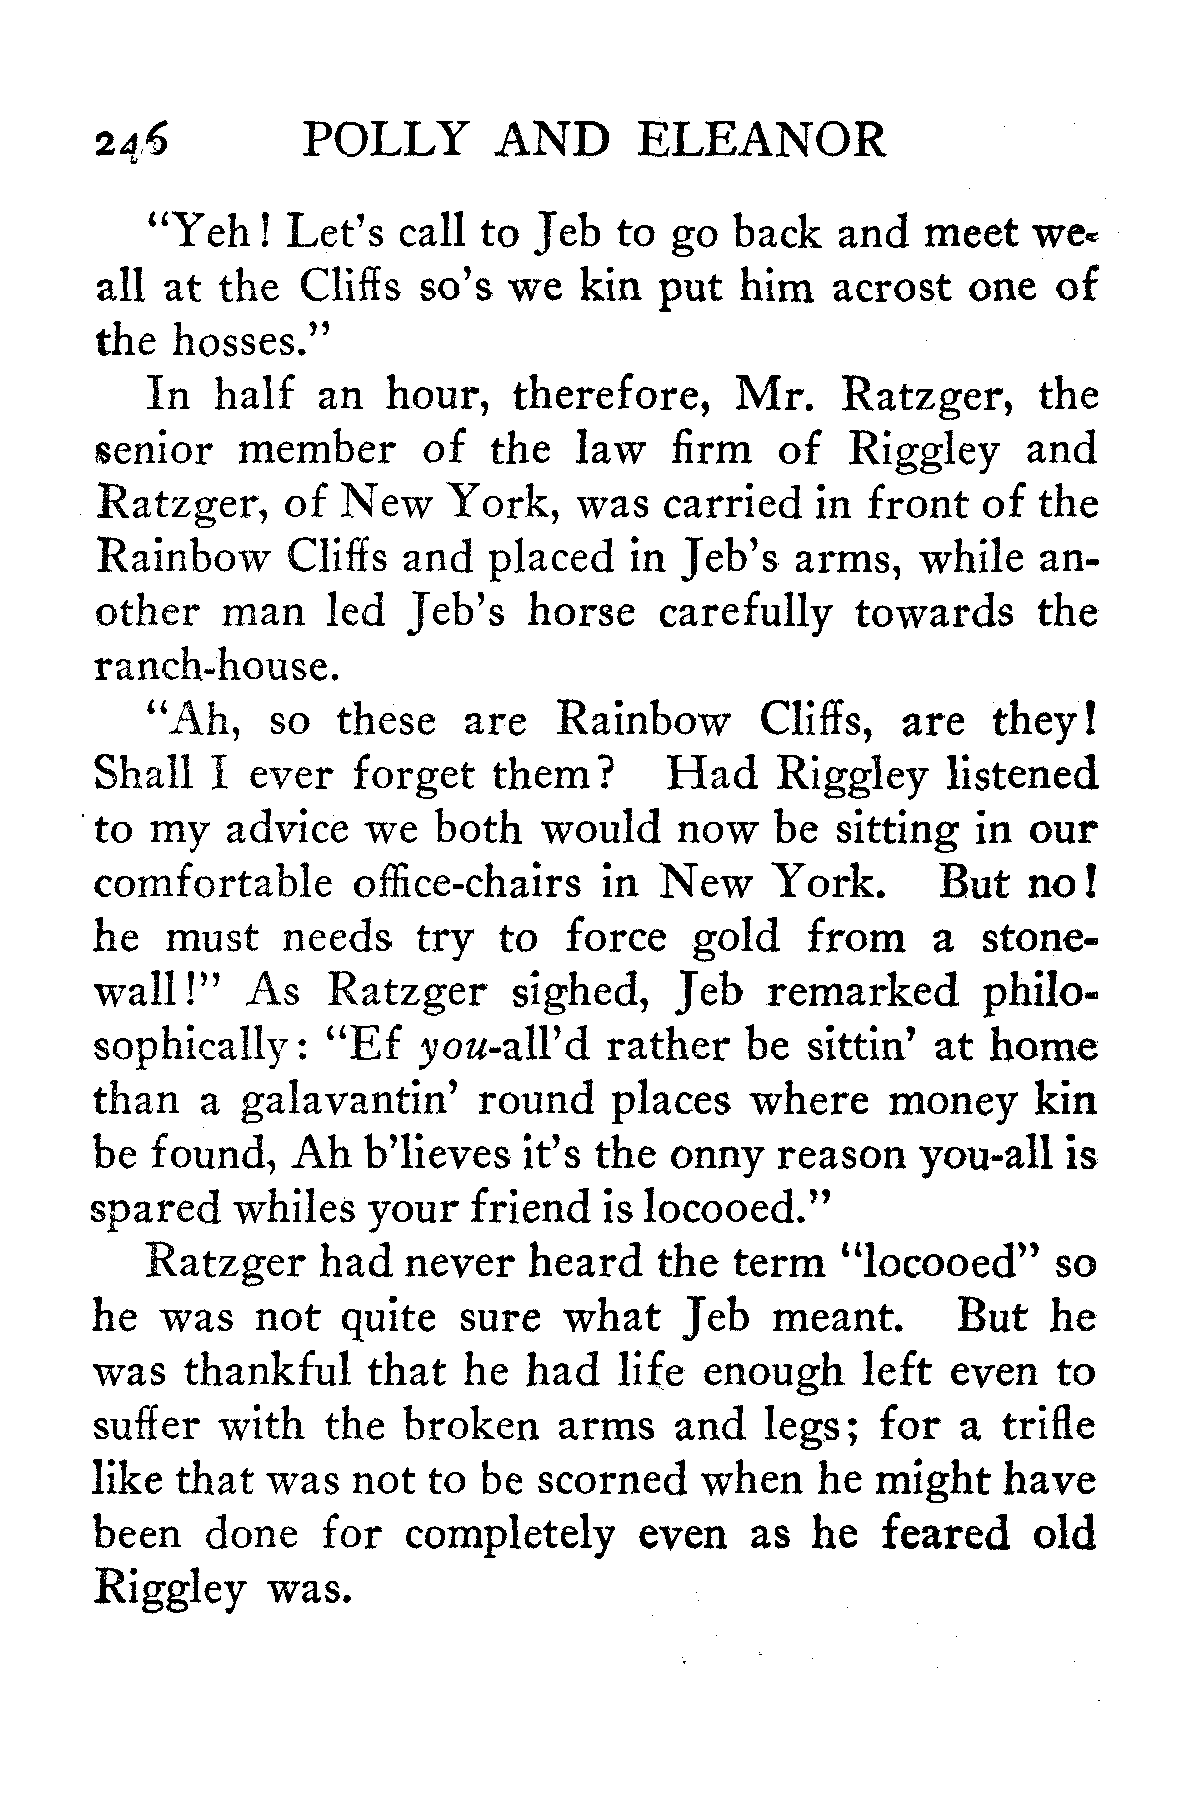 246 POLLY AND ELEANOR
“Yeh! Let’s call to Jeb to go back and meet we-
all at the Cliffs so’s we kin put him acrost one of
the hosses.”
In half an hour, therefore, Mr. Ratzger, the
senior member of the law firm of Riggley and
Ratzger, of New York, was carried in front of the
Rainbow Cliffs and placed in Jeb’s arms, while an-
other man led Jeb’s horse carefully towards the
ranch-house.
“Ah, so these are Rainbow Cliffs, are they!
Shall I ever forget them? Had Riggley listened
to my advice we both would now be sitting in our
comfortable office-chairs in New York. But no!
he must needs try to force gold from a stone-
wall!” As Ratzger sighed, Jeb remarked philo-
sophically: “Ef you-all’d rather be sittin’ at home
than a galavantin’ round places where money kin
be found, Ah b’lieves it’s the onny reason you-all is
spared whiles your friend is locooed.”
Ratzger had never heard the term “locooed” so
he was not quite sure what Jeb meant. But he
was thankful that he had life enough left even to
suffer with the broken arms and legs; for a trifle
like that was not to be scorned when he might have
been done for completely even as he feared old
Riggley was.